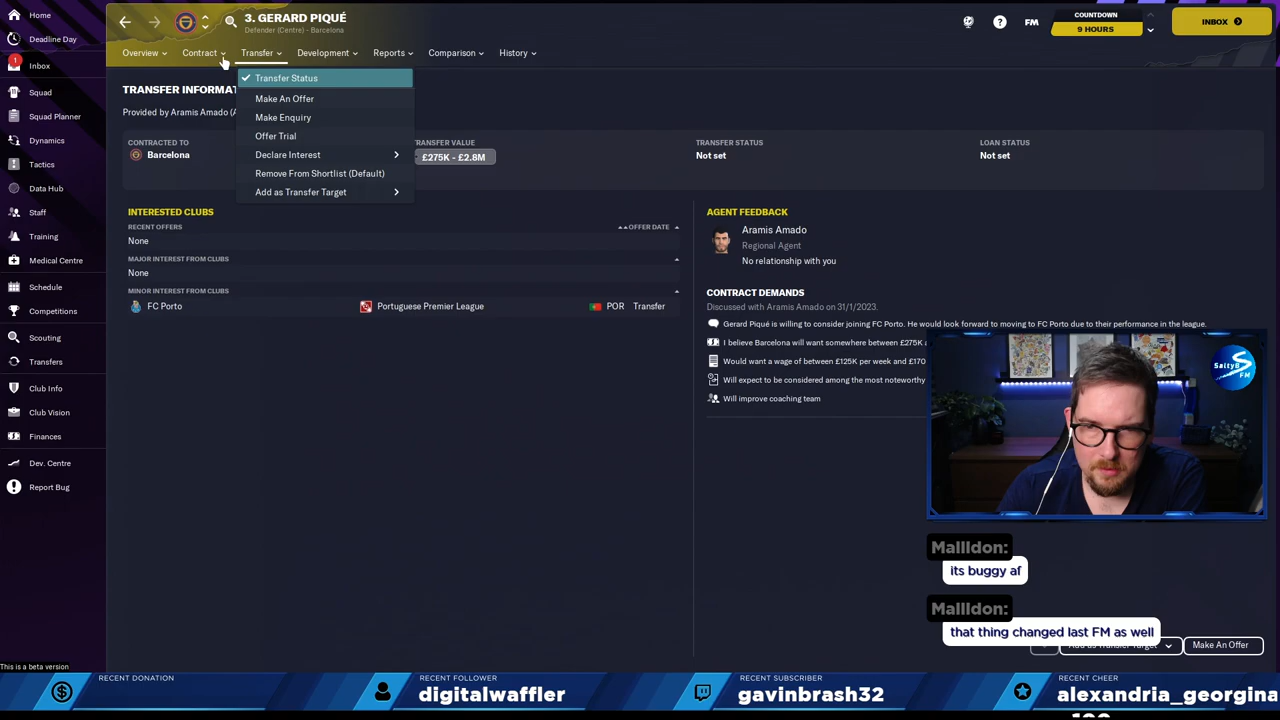 3. GERARD PIQUÉ
Defender (Centre) - Barcelona
FM
COUNTDOWN
9 HOURS
INBOX
Home
Deadline Day
1
Inbox
Squad
Squad Planner
Dynamics
Tactics
Data Hub
Staff
Training
Medical Centre
Schedule
Competitions
Scouting
Transfers
Club Info
Club Vision
Finances
Dev. Centre
Report Bug
This is a beta version
Overview
Contract
Transfer
Development
Reports
Comparison
History
TRANSFER INFORMAT
Provided by Aramis Amado (A
Transfer Status
Make An Offer
Make Enquiry
Offer Trial
Declare Interest
Remove From Shortlist (Default)
Add as Transfer Target
CONTRACTED TO
Barcelona
TRANSFER VALUE
£275K - £2.8M
TRANSFER STATUS
Not set
LOAN STATUS
Not set
INTERESTED CLUBS
RECENT OFFERS
OFFER DATE
None
MAJOR INTEREST FROM CLUBS
None
MINOR INTEREST FROM CLUBS
FC Porto
Portuguese Premier League
POR
Transfer
AGENT FEEDBACK
Aramis Amado
Regional Agent
No relationship with you
CONTRACT DEMANDS
Discussed with Aramis Amado on 31/1/2023.
Gerard Piqué is willing to consider joining FC Porto. He would look forward to moving to FC Porto due to their performance in the league.
I believe Barcelona will want somewhere between £275K a
Would want a wage of between £125K per week and £170
Will expect to be considered among the most noteworthy
Will improve coaching team
SaltyB
FM
Mallldon:
its buggy af
Mallldon:
that thing changed last FM as well
Add as Transfer Target
Make An Offer
RECENT DONATION
RECENT FOLLOWER
digitalwaffler
RECENT SUBSCRIBER
gavinbrash32
RECENT CHEER
alexandria_georgina